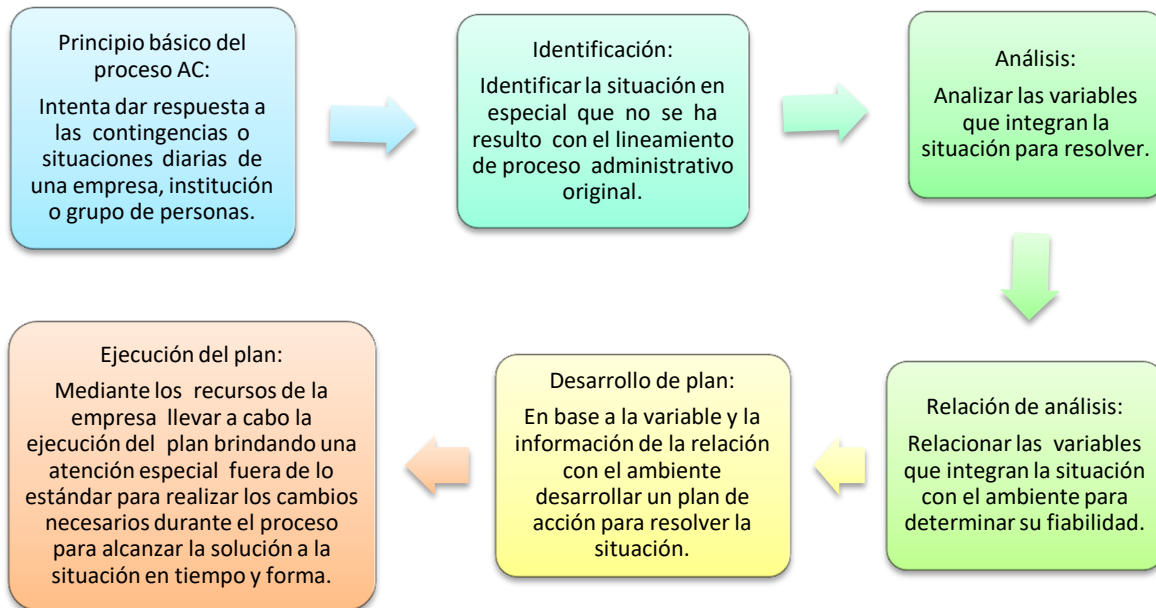 Principio básico del
proceso AC:
Intenta dar respuesta a
las contingencias o
situaciones diarias de
una empresa, institución
o grupo de personas.
Identificación:
Identificar la situación en
especial que no se ha
resulto con el lineamiento
de proceso administrativo
original.
Análisis:
Analizar las variables
que integran la
situación para resolver.
Relación de análisis:
Relacionar las variables
que integran la situación
con el ambiente para
determinar su fiabilidad.
Desarrollo de plan:
En base a la variable y la
información de la relación
con el ambiente
desarrollar un plan de
acción para resolver la
situación.
Ejecución del plan:
Mediante los recursos de la
empresa llevar a cabo la
ejecución del plan brindando una
atención especial fuera de lo
estándar para realizar los cambios
necesarios durante el proceso
para alcanzar la solución a la
situación en tiempo y forma.